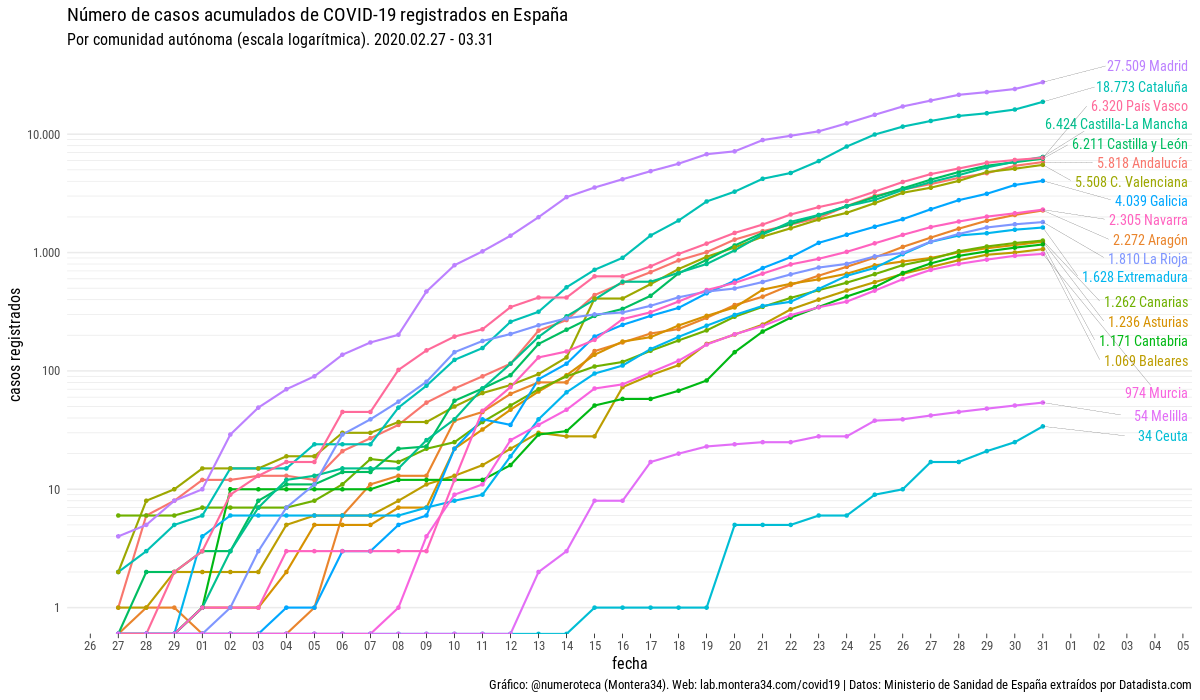 Número de casos acumulados de COVID-19 registrados en España
Por comunidad autónoma (escala logarítmica). 2020.02.27 - 03.31
27.509 Madrid
18.773 Cataluña
6.320 País Vasco
6.424 Castilla-La Mancha
6.211 Castilla y León
5.818 Andalucía
5.508 C. Valenciana
4.039 Galicia
2.305 Navarra
2.272 Aragón
1.810 La Rioja
1.628 Extremadura
1.262 Canarias
1.236 Asturias
1.171 Cantabria
1.069 Baleares
974 Murcia
54 Melilla
34 Ceuta
casos registrados
10.000
1.000
100
10
1
26 27 28 29 01 02 03 04 05 06 07 08 09 10 11 12 13 14 15 16 17 18 19 20 21 22 23 24 25 26 27 28 29 30 31 01 02 03 04 05
fecha
Gráfico: @numeroteca (Montera34). Web: lab.montera34.com/covid19 | Datos: Ministerio de Sanidad de España extraídos por Datadista.com